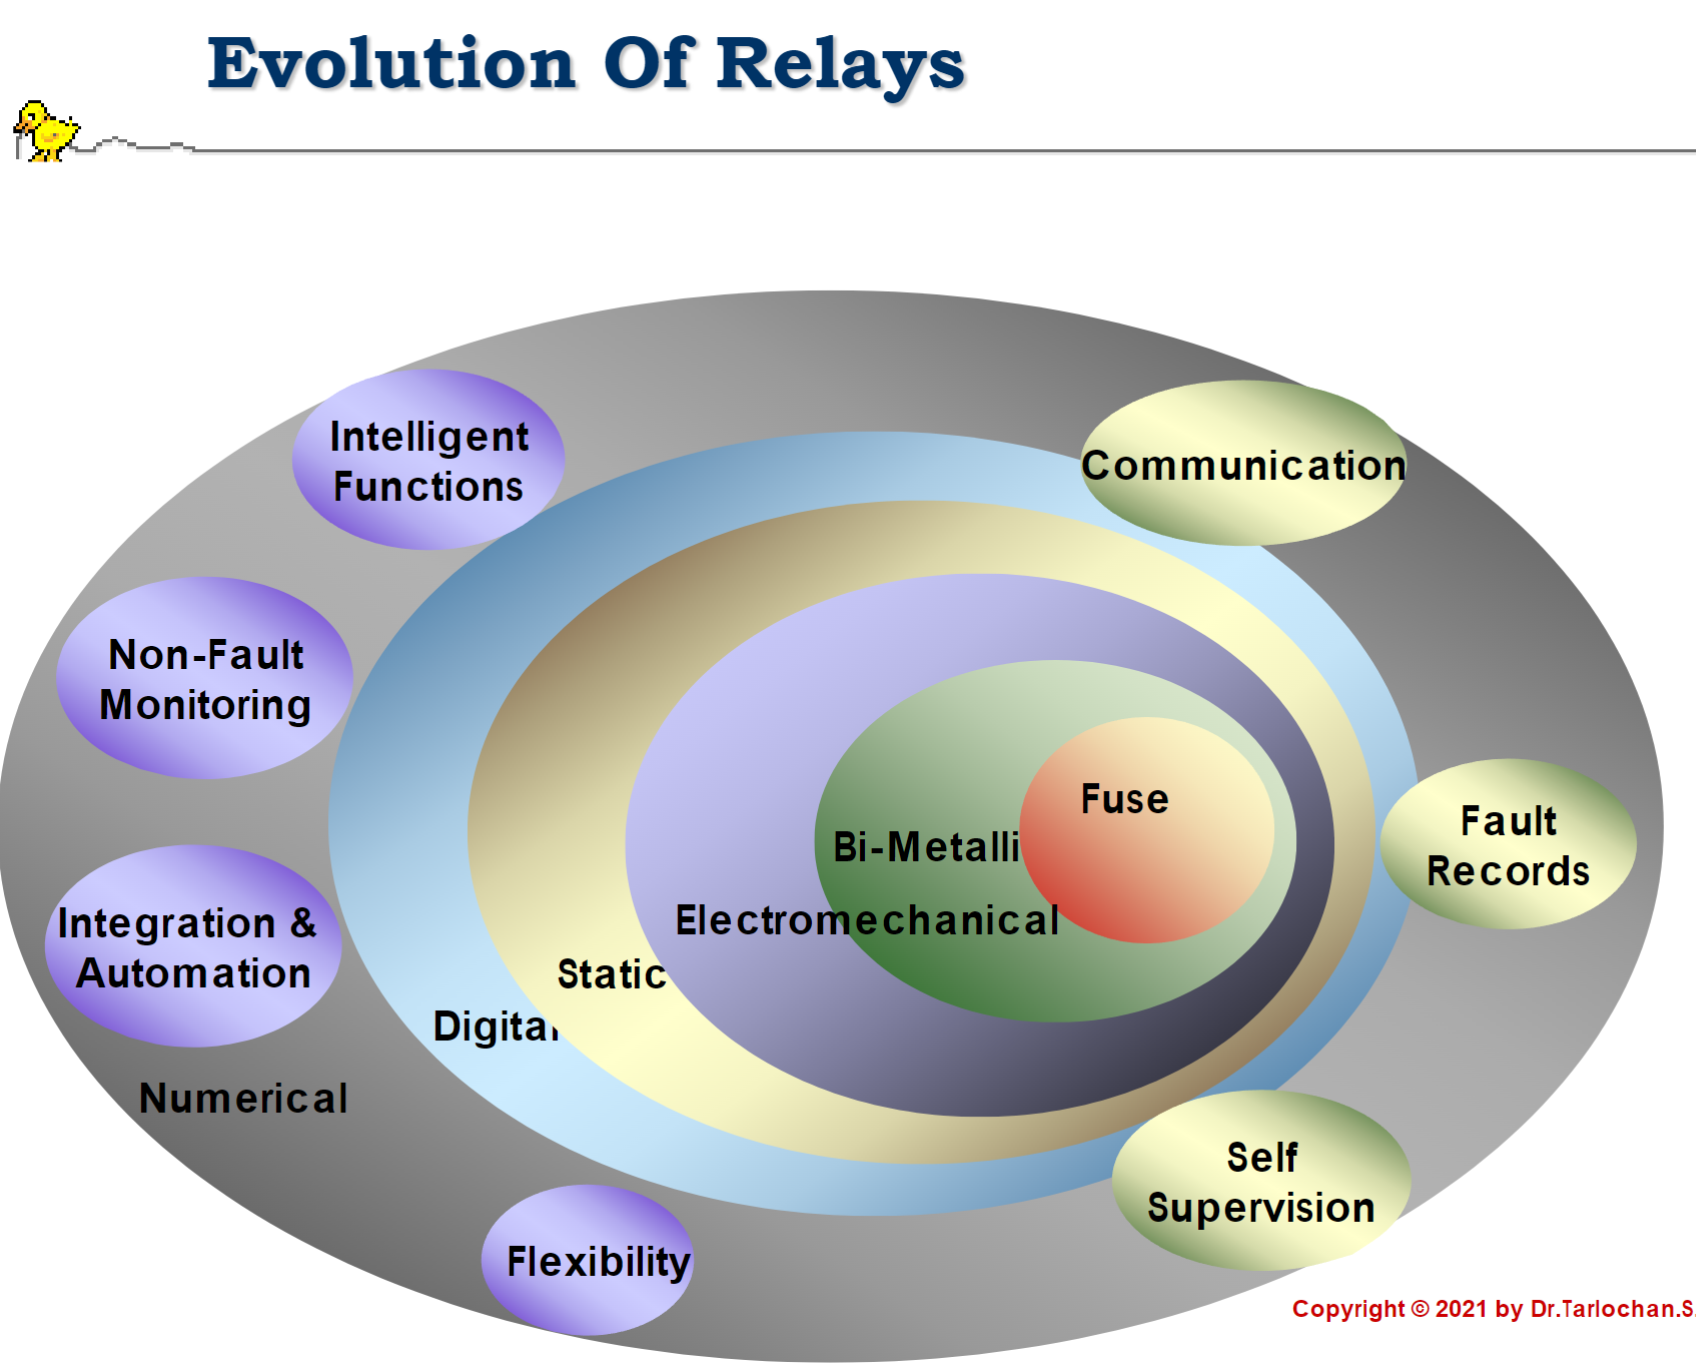 Evolution Of Relays
Intelligent
Functions
Communication
Non-Fault
Monitoring
Fuse
Bi-Metalli
Fault
Records
Electromechanical
Integration &
Automation
Static
Digital
Numerical
Self
Supervision
Flexibility
Copyright © 2021 by Dr.Tarlochan.S